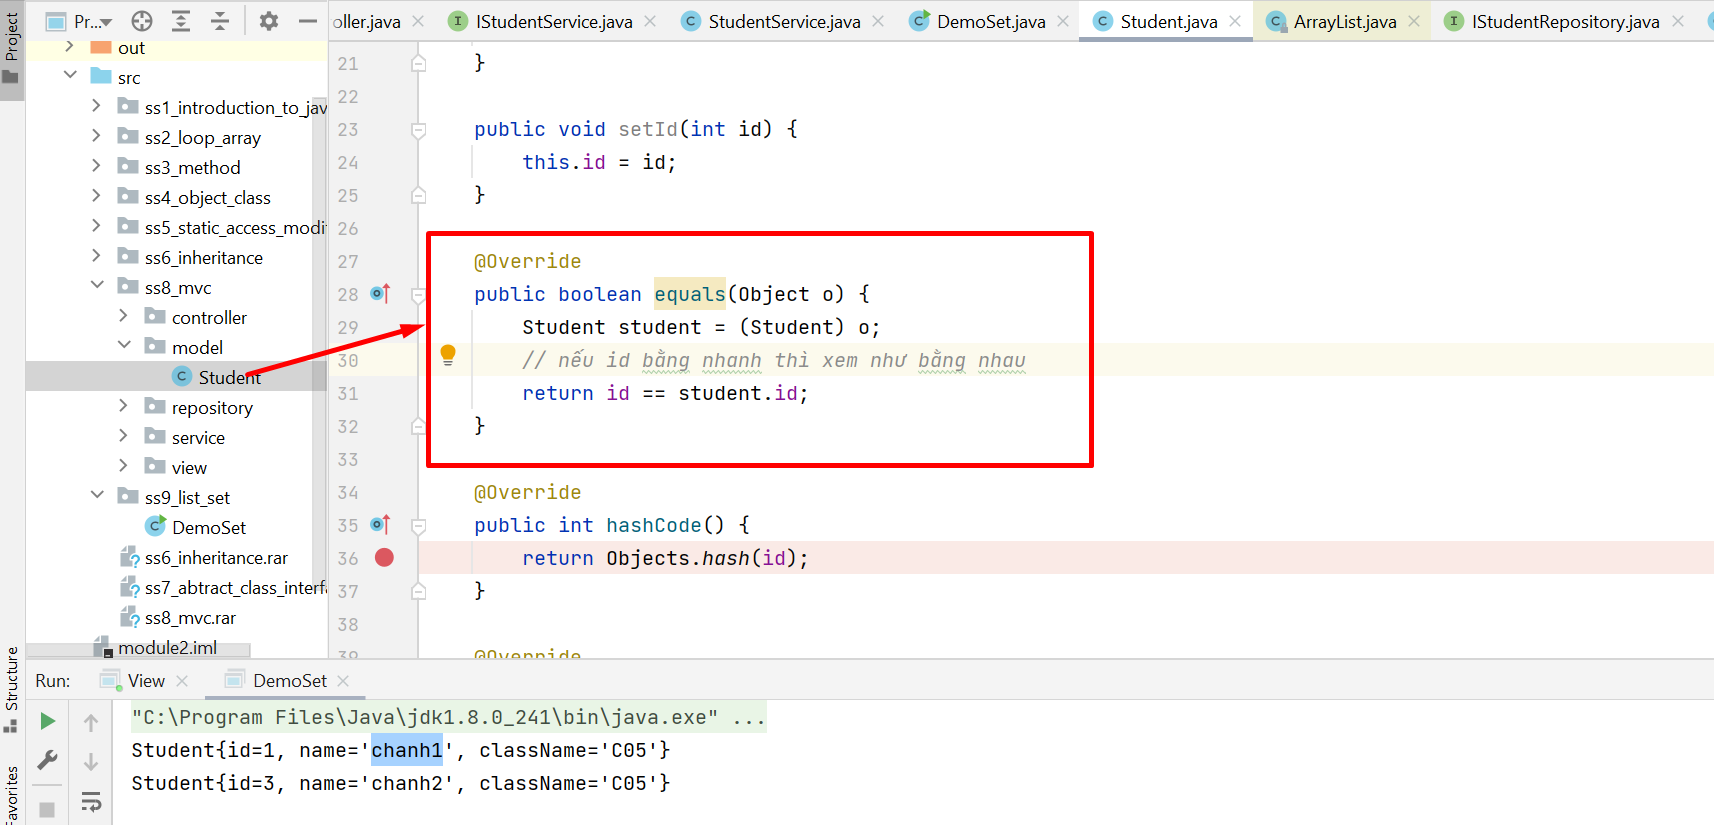 Project
Pr...
oller.java
IStudentService.java
StudentService.java
DemoSet.java
Student.java
ArrayList.java
IStudentRepository.java
out
src
ss1_introduction_to_jav
ss2_loop_array
ss3_method
ss4_object_class
ss5_static_access_modif
ss6_inheritance
ss8_mvc
controller
model
Student
repository
service
view
ss9_list_set
DemoSet
ss6_inheritance.rar
ss7_abtract_class_interfa
ss8_mvc.rar
module2.iml
21 }
22
23 public void setId(int id) {
24 this.id = id;
25 }
26
27 @Override
28 public boolean equals(Object o) {
29 Student student = (Student) o;
30 // nếu id bằng nhanh thì xem như bằng nhau
31 return id == student.id;
32 }
33
34 @Override
35 public int hashCode() {
36 return Objects.hash(id);
37 }
38
39 @Override
Structure
Favorites
Run:
View
DemoSet
"C:\Program Files\Java\jdk1.8.0_241\bin\java.exe" ...
Student{id=1, name='chanh1', className='C05'}
Student{id=3, name='chanh2', className='C05'}